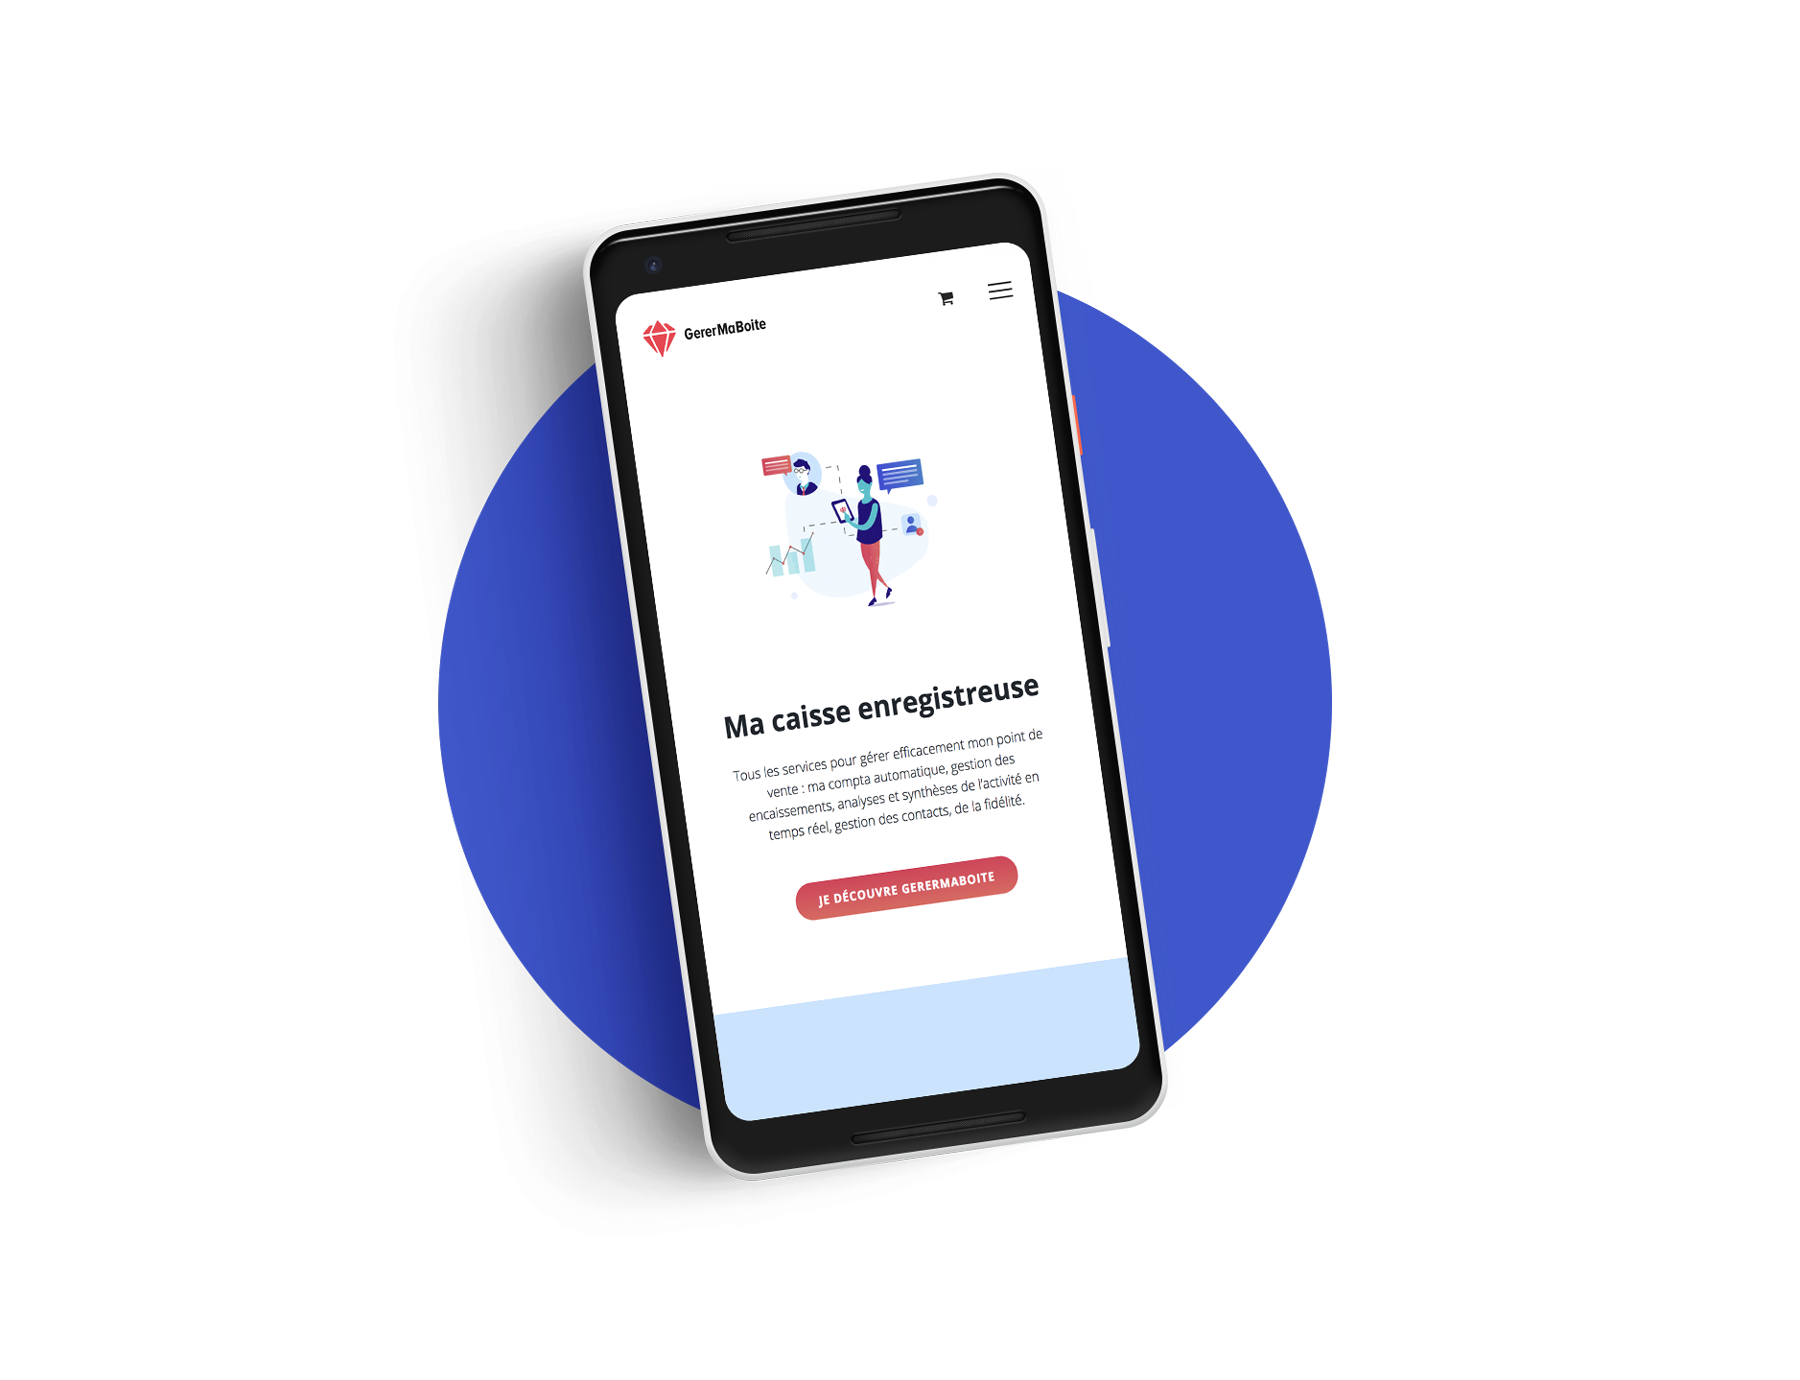 GererMaBoite
Ma caisse enregistreuse
Tous les services pour gérer efficacement mon point de
vente : ma compta automatique, gestion des
encaissements, analyses et synthèses de l'activité en
temps réel, gestion des contacts, de la fidélité.
JE DÉCOUVRE GERERMABOITE